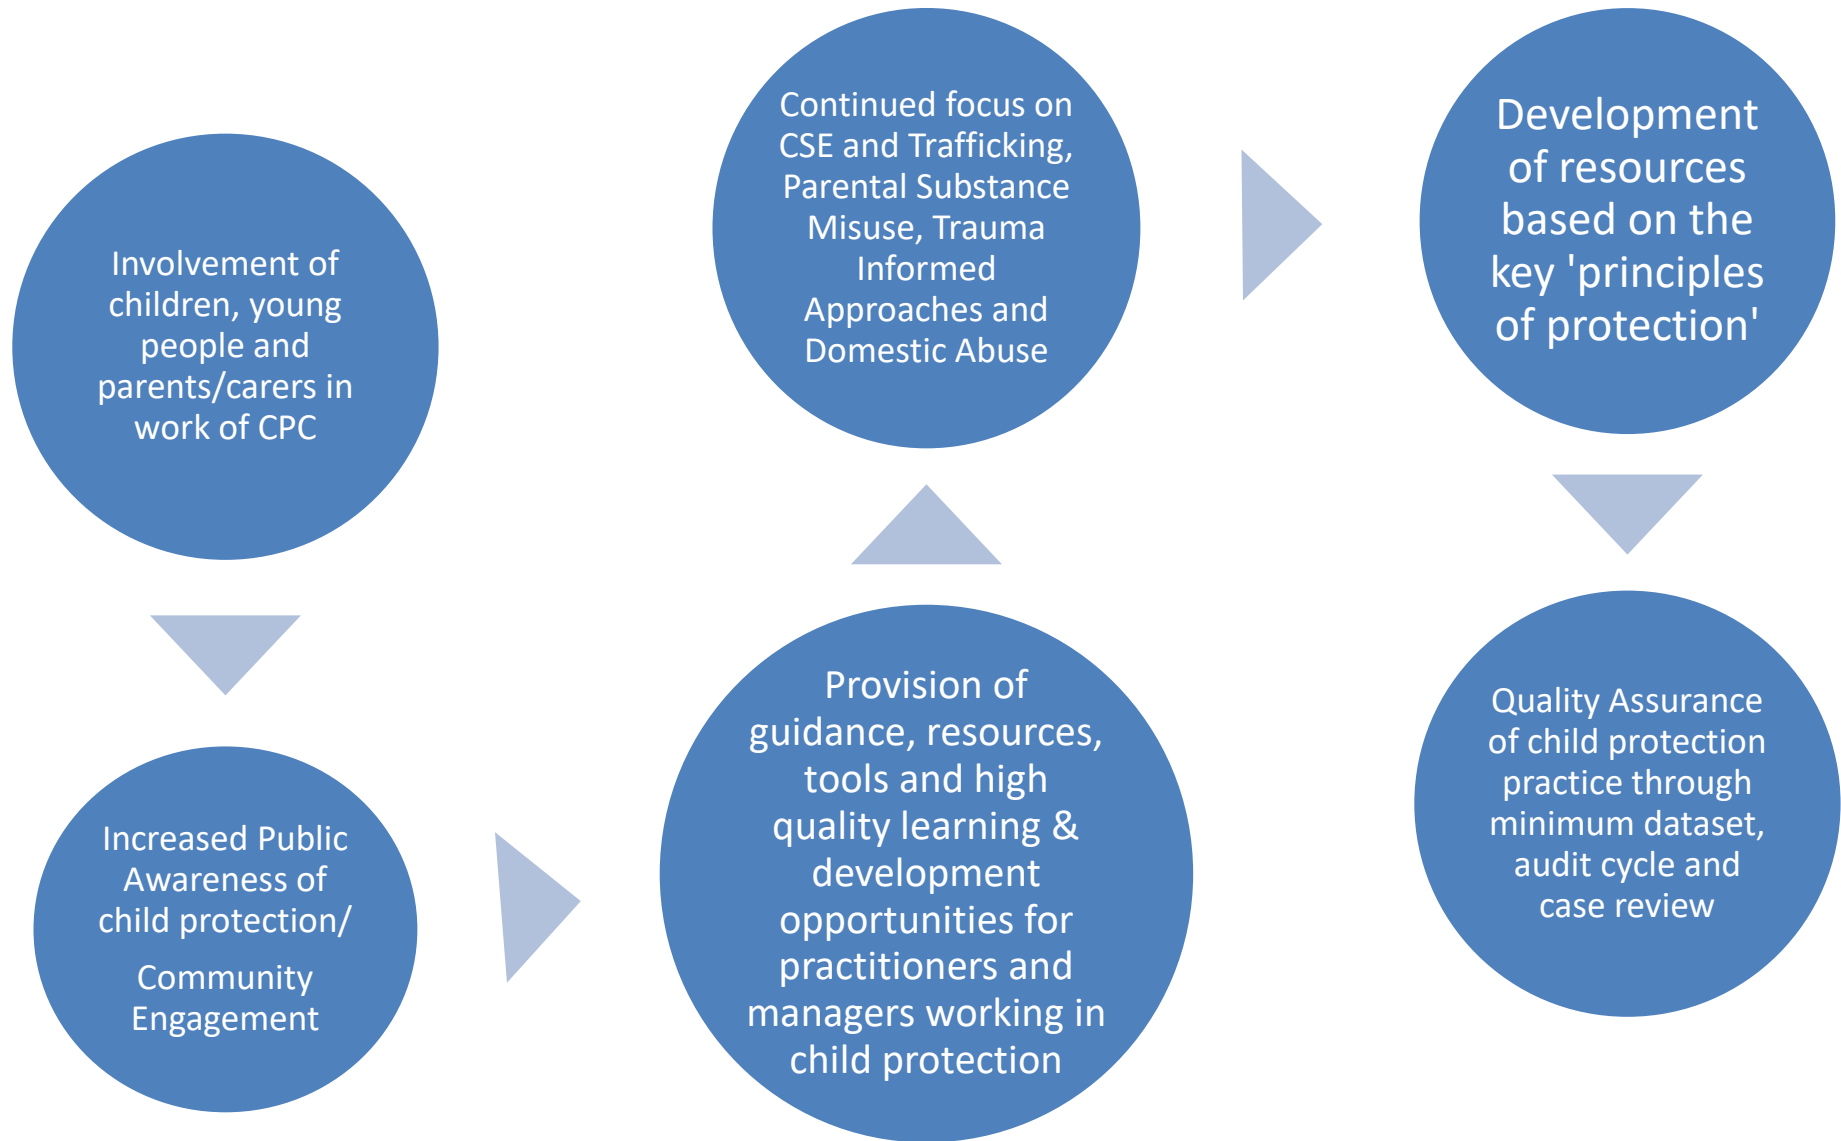 Involvement of
children, young
people and
parents/carers in
work of CPC
Increased Public
Awareness of
child protection/
Community
Engagement
Provision of
guidance, resources,
tools and high
quality learning &
development
opportunities for
practitioners and
managers working in
child protection
Continued focus on
CSE and Trafficking,
Parental Substance
Misuse, Trauma
Informed
Approaches and
Domestic Abuse
Development
of resources
based on the
key 'principles
of protection'
Quality Assurance
of child protection
practice through
minimum dataset,
audit cycle and
case review